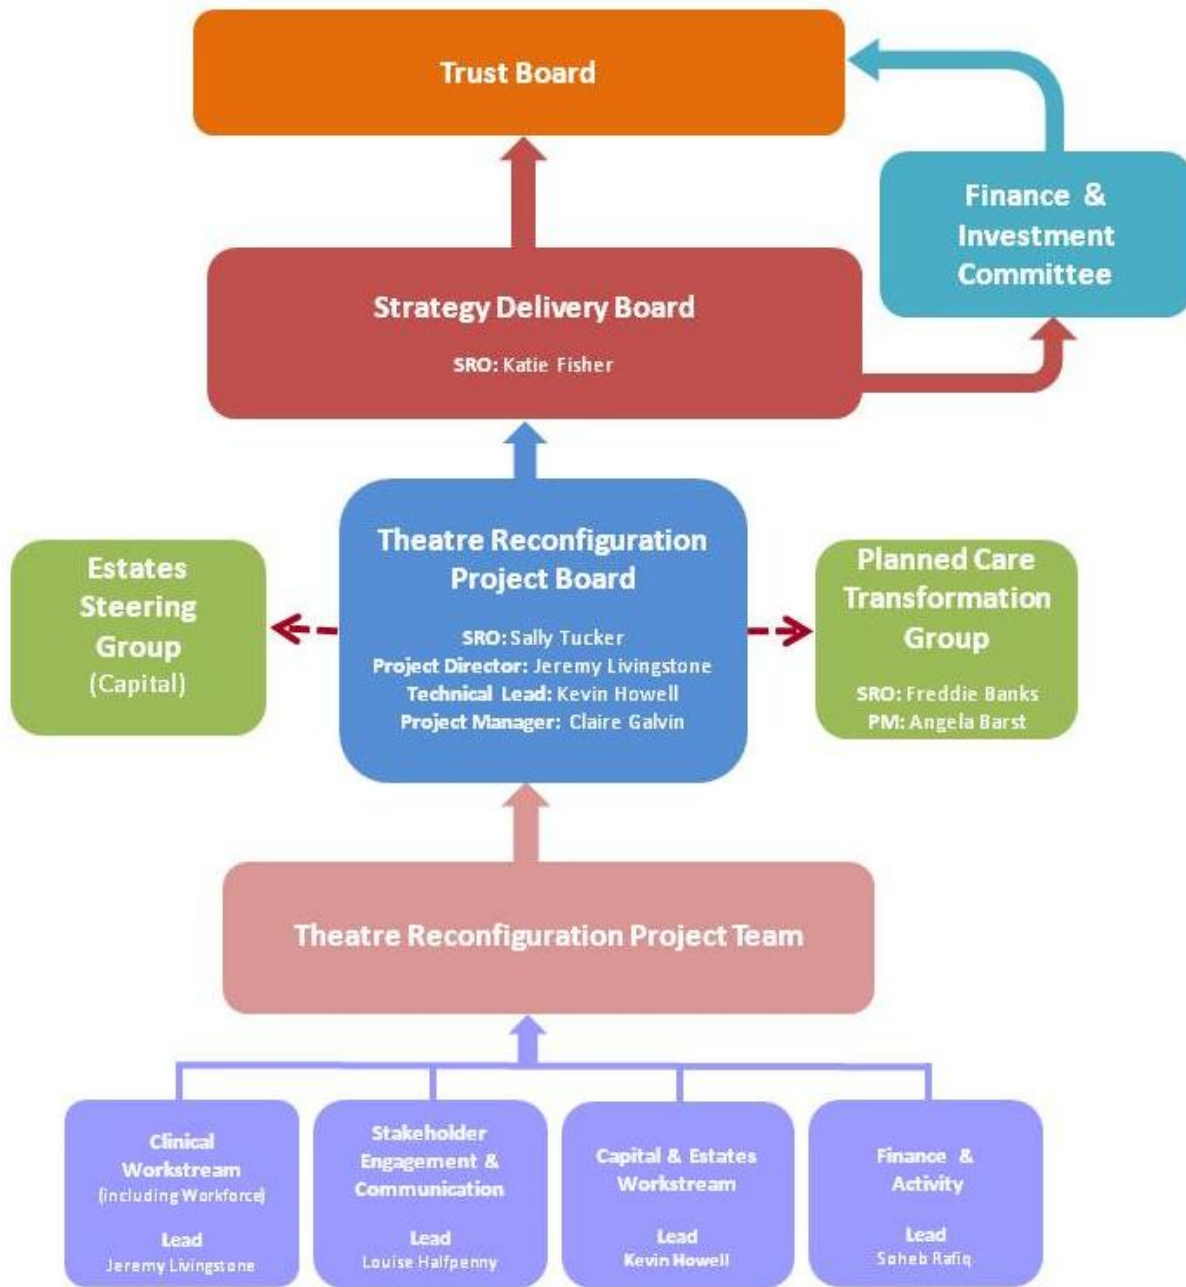 Trust Board
Finance &
Investment
Committee
Strategy Delivery Board
SRO: Katie Fisher
Estates
Steering
Group
(Capital)
Theatre Reconfiguration
Project Board
SRO: Sally Tucker
Project Director: Jeremy Livingstone
Technical Lead: Kevin Howell
Project Manager: Claire Galvin
Planned Care
Transformation
Group
SRO: Freddie Banks
PM: Angela Barst
Theatre Reconfiguration Project Team
Clinical
Workstream
(including Workforce)
Lead
Jeremy Livingstone
Stakeholder
Engagement &
Communication
Lead
Louise Halfpenny
Capital & Estates
Workstream
Lead
Kevin Howell
Finance &
Activity
Lead
Soheb Rafiq